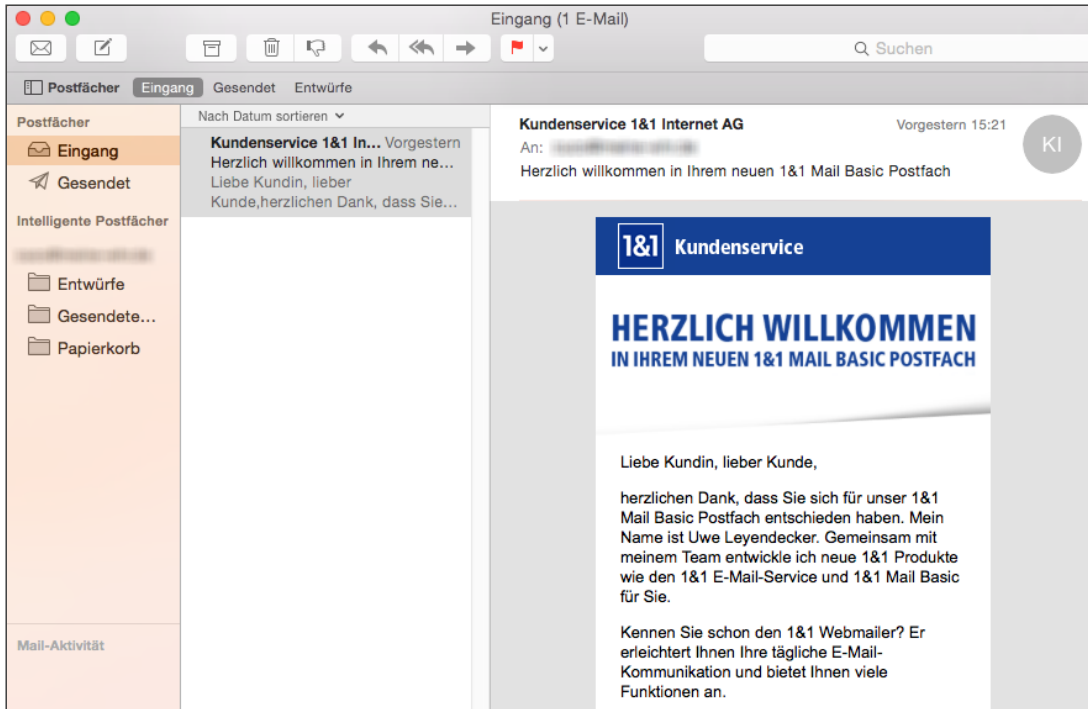 Eingang (1 E-Mail)
Suchen
Postfächer Eingang Gesendet Entwürfe
Postfächer
Eingang
Gesendet
Intelligente Postfächer
Entwürfe
Gesendete...
Papierkorb
Mail-Aktivität
Nach Datum sortieren
Kundenservice 1&1 In... Vorgestern
Herzlich willkommen in Ihrem ne...
Liebe Kundin, lieber
Kunde,herzlichen Dank, dass Sie...
Kundenservice 1&1 Internet AG Vorgestern 15:21
An:
KI
Herzlich willkommen in Ihrem neuen 1&1 Mail Basic Postfach
1&1 Kundenservice
HERZLICH WILLKOMMEN
IN IHREM NEUEN 1&1 MAIL BASIC POSTFACH
Liebe Kundin, lieber Kunde,
herzlichen Dank, dass Sie sich für unser 1&1
Mail Basic Postfach entschieden haben. Mein
Name ist Uwe Leyendecker. Gemeinsam mit
meinem Team entwickle ich neue 1&1 Produkte
wie den 1&1 E-Mail-Service und 1&1 Mail Basic
für Sie.
Kennen Sie schon den 1&1 Webmailer? Er
erleichtert Ihnen Ihre tägliche E-Mail-
Kommunikation und bietet Ihnen viele
Funktionen an.